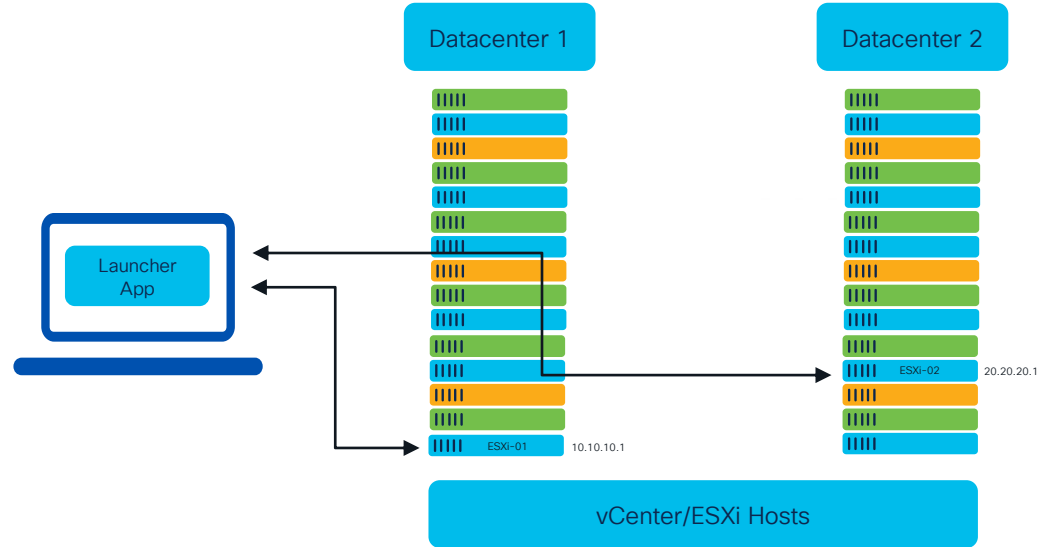 Datacenter 1
Datacenter 2
Launcher
App
ESXi-02
20.20.20.1
ESXi-01
10.10.10.1
vCenter/ESXi Hosts